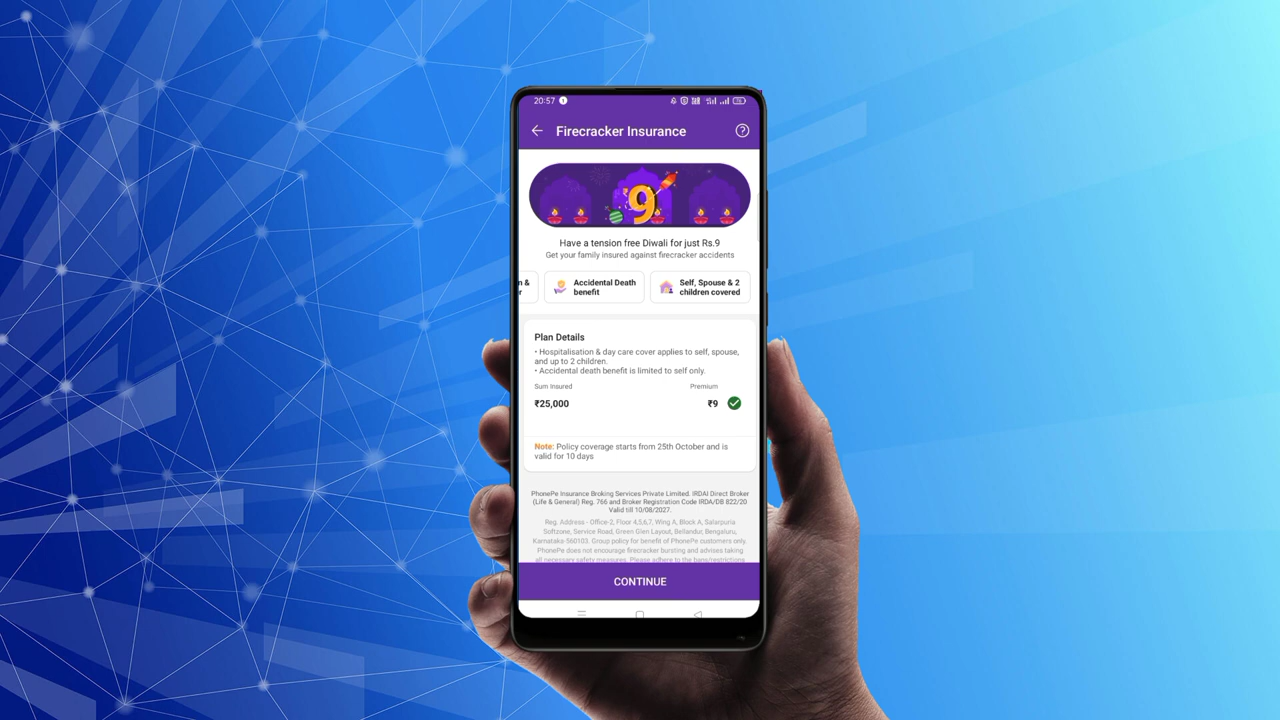 20:57
Firecracker Insurance
9
Have a tension free Diwali for just Rs.9
Get your family insured against firecracker accidents
n &
r
Accidental Death
benefit
Self, Spouse & 2
children covered
Plan Details
• Hospitalisation & day care cover applies to self, spouse,
and up to 2 children.
• Accidental death benefit is limited to self only.
Sum Insured Premium
₹25,000 ₹9
Note: Policy coverage starts from 25th October and is
valid for 10 days
PhonePe Insurance Broking Services Private Limited. IRDAI Direct Broker
(Life & General) Reg. 766 and Broker Registration Code IRDA/DB 822/20
Valid till 10/08/2027.
Reg. Address - Office-2, Floor 4,5,6,7, Wing A, Block A, Salarpuria
Softzone, Service Road, Green Glen Layout, Bellandur, Bengaluru,
Karnataka-560103. Group policy for benefit of PhonePe customers only.
PhonePe does not encourage firecracker bursting and advises taking
all necessary safety measures. Please adhere to the bans/restrictions
CONTINUE